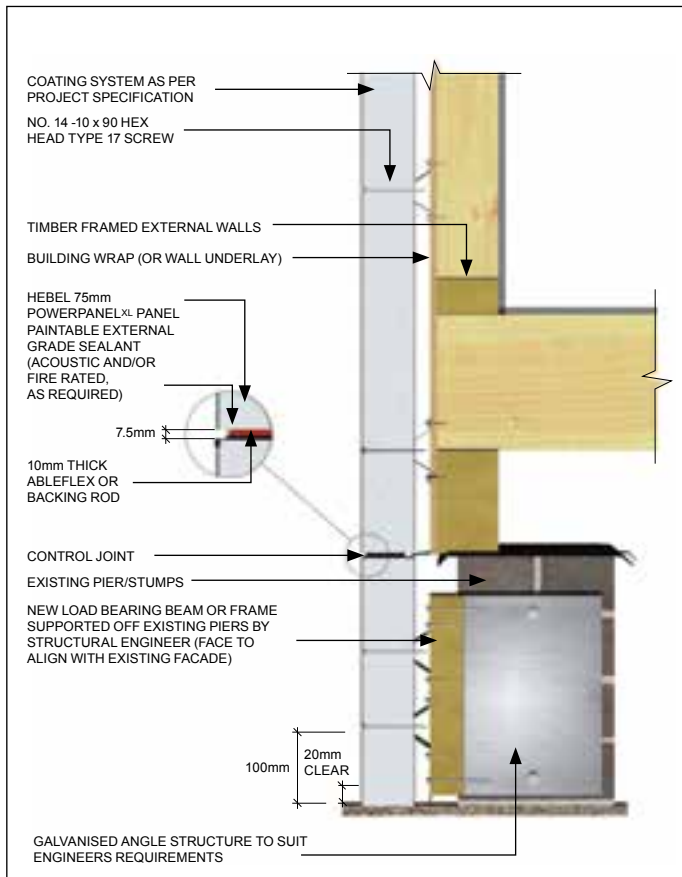 COATING SYSTEM AS PER
PROJECT SPECIFICATION
NO. 14 -10 x 90 HEX
HEAD TYPE 17 SCREW
TIMBER FRAMED EXTERNAL WALLS
BUILDING WRAP (OR WALL UNDERLAY)
HEBEL 75mm
POWERPANELXL PANEL
PAINTABLE EXTERNAL
GRADE SEALANT
(ACOUSTIC AND/OR
FIRE RATED,
AS REQUIRED)
7.5mm
10mm THICK
ABLEFLEX OR
BACKING ROD
CONTROL JOINT
EXISTING PIER/STUMPS
NEW LOAD BEARING BEAM OR FRAME
SUPPORTED OFF EXISTING PIERS BY
STRUCTURAL ENGINEER (FACE TO
ALIGN WITH EXISTING FACADE)
100mm
20mm
CLEAR
GALVANISED ANGLE STRUCTURE TO SUIT
ENGINEERS REQUIREMENTS